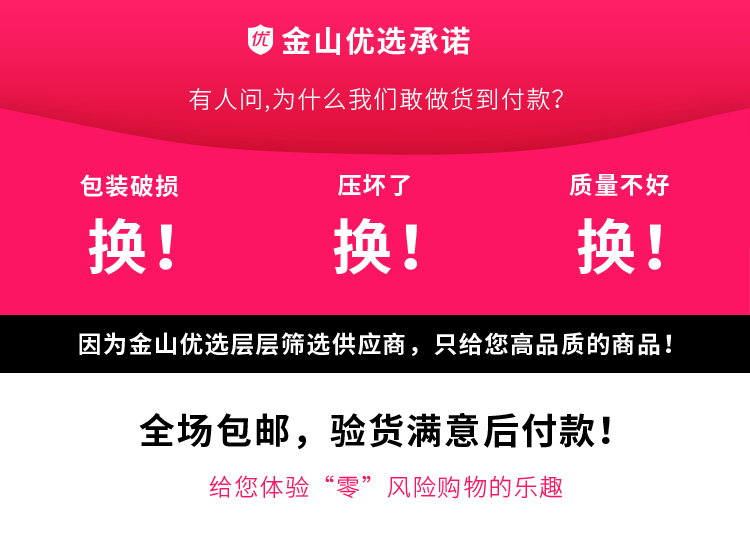 优 金山优选承诺
有人问,为什么我们敢做货到付款?
包装破损 压坏了 质量不好
换! 换! 换!
因为金山优选层层筛选供应商，只给您高品质的商品!
全场包邮，验货满意后付款!
给您体验“零”风险购物的乐趣